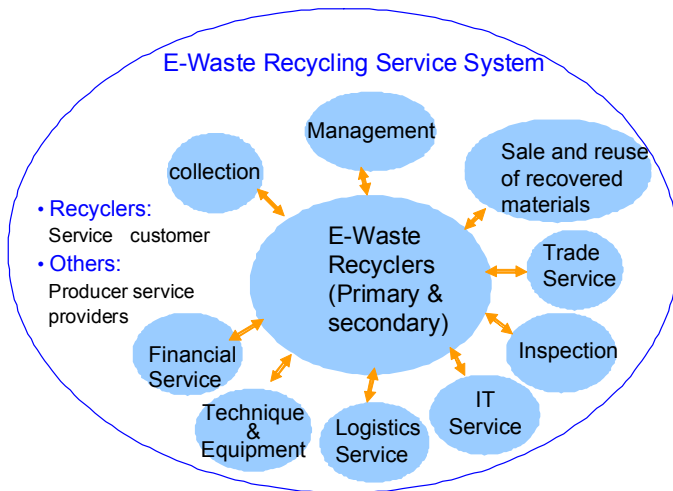 E-Waste Recycling Service System
Management
collection
Sale and reuse
of recovered
materials
• Recyclers:
Service customer
• Others:
Producer service
providers
E-Waste
Recyclers
(Primary &
secondary)
Trade
Service
Inspection
IT
Service
Logistics
Service
Technique
&
Equipment
Financial
Service